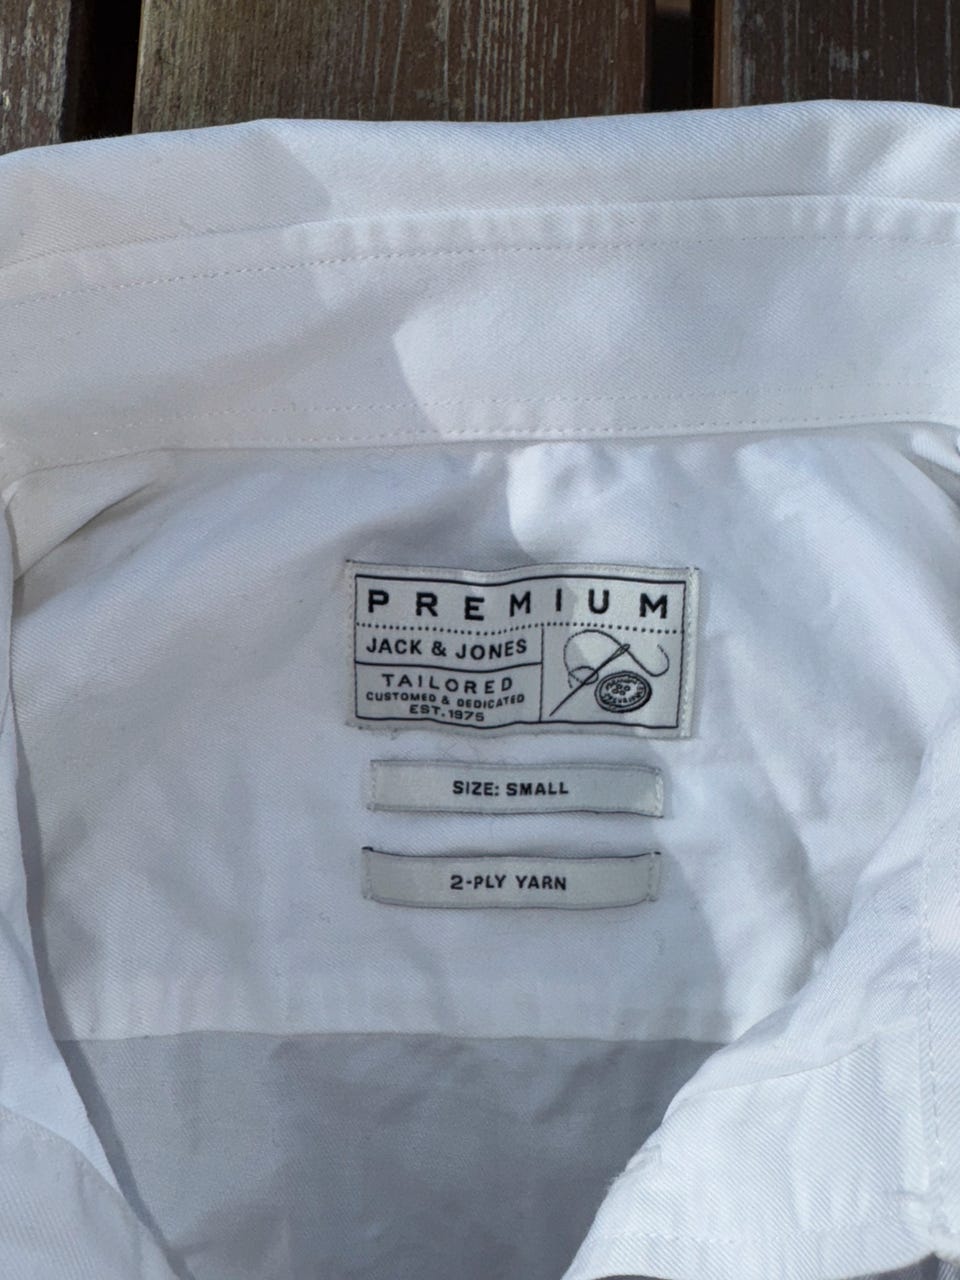 PREMIUM
JACK & JONES
TAILORED
CUSTOMED & DEDICATED
EST. 1975
SIZE: SMALL
2-PLY YARN